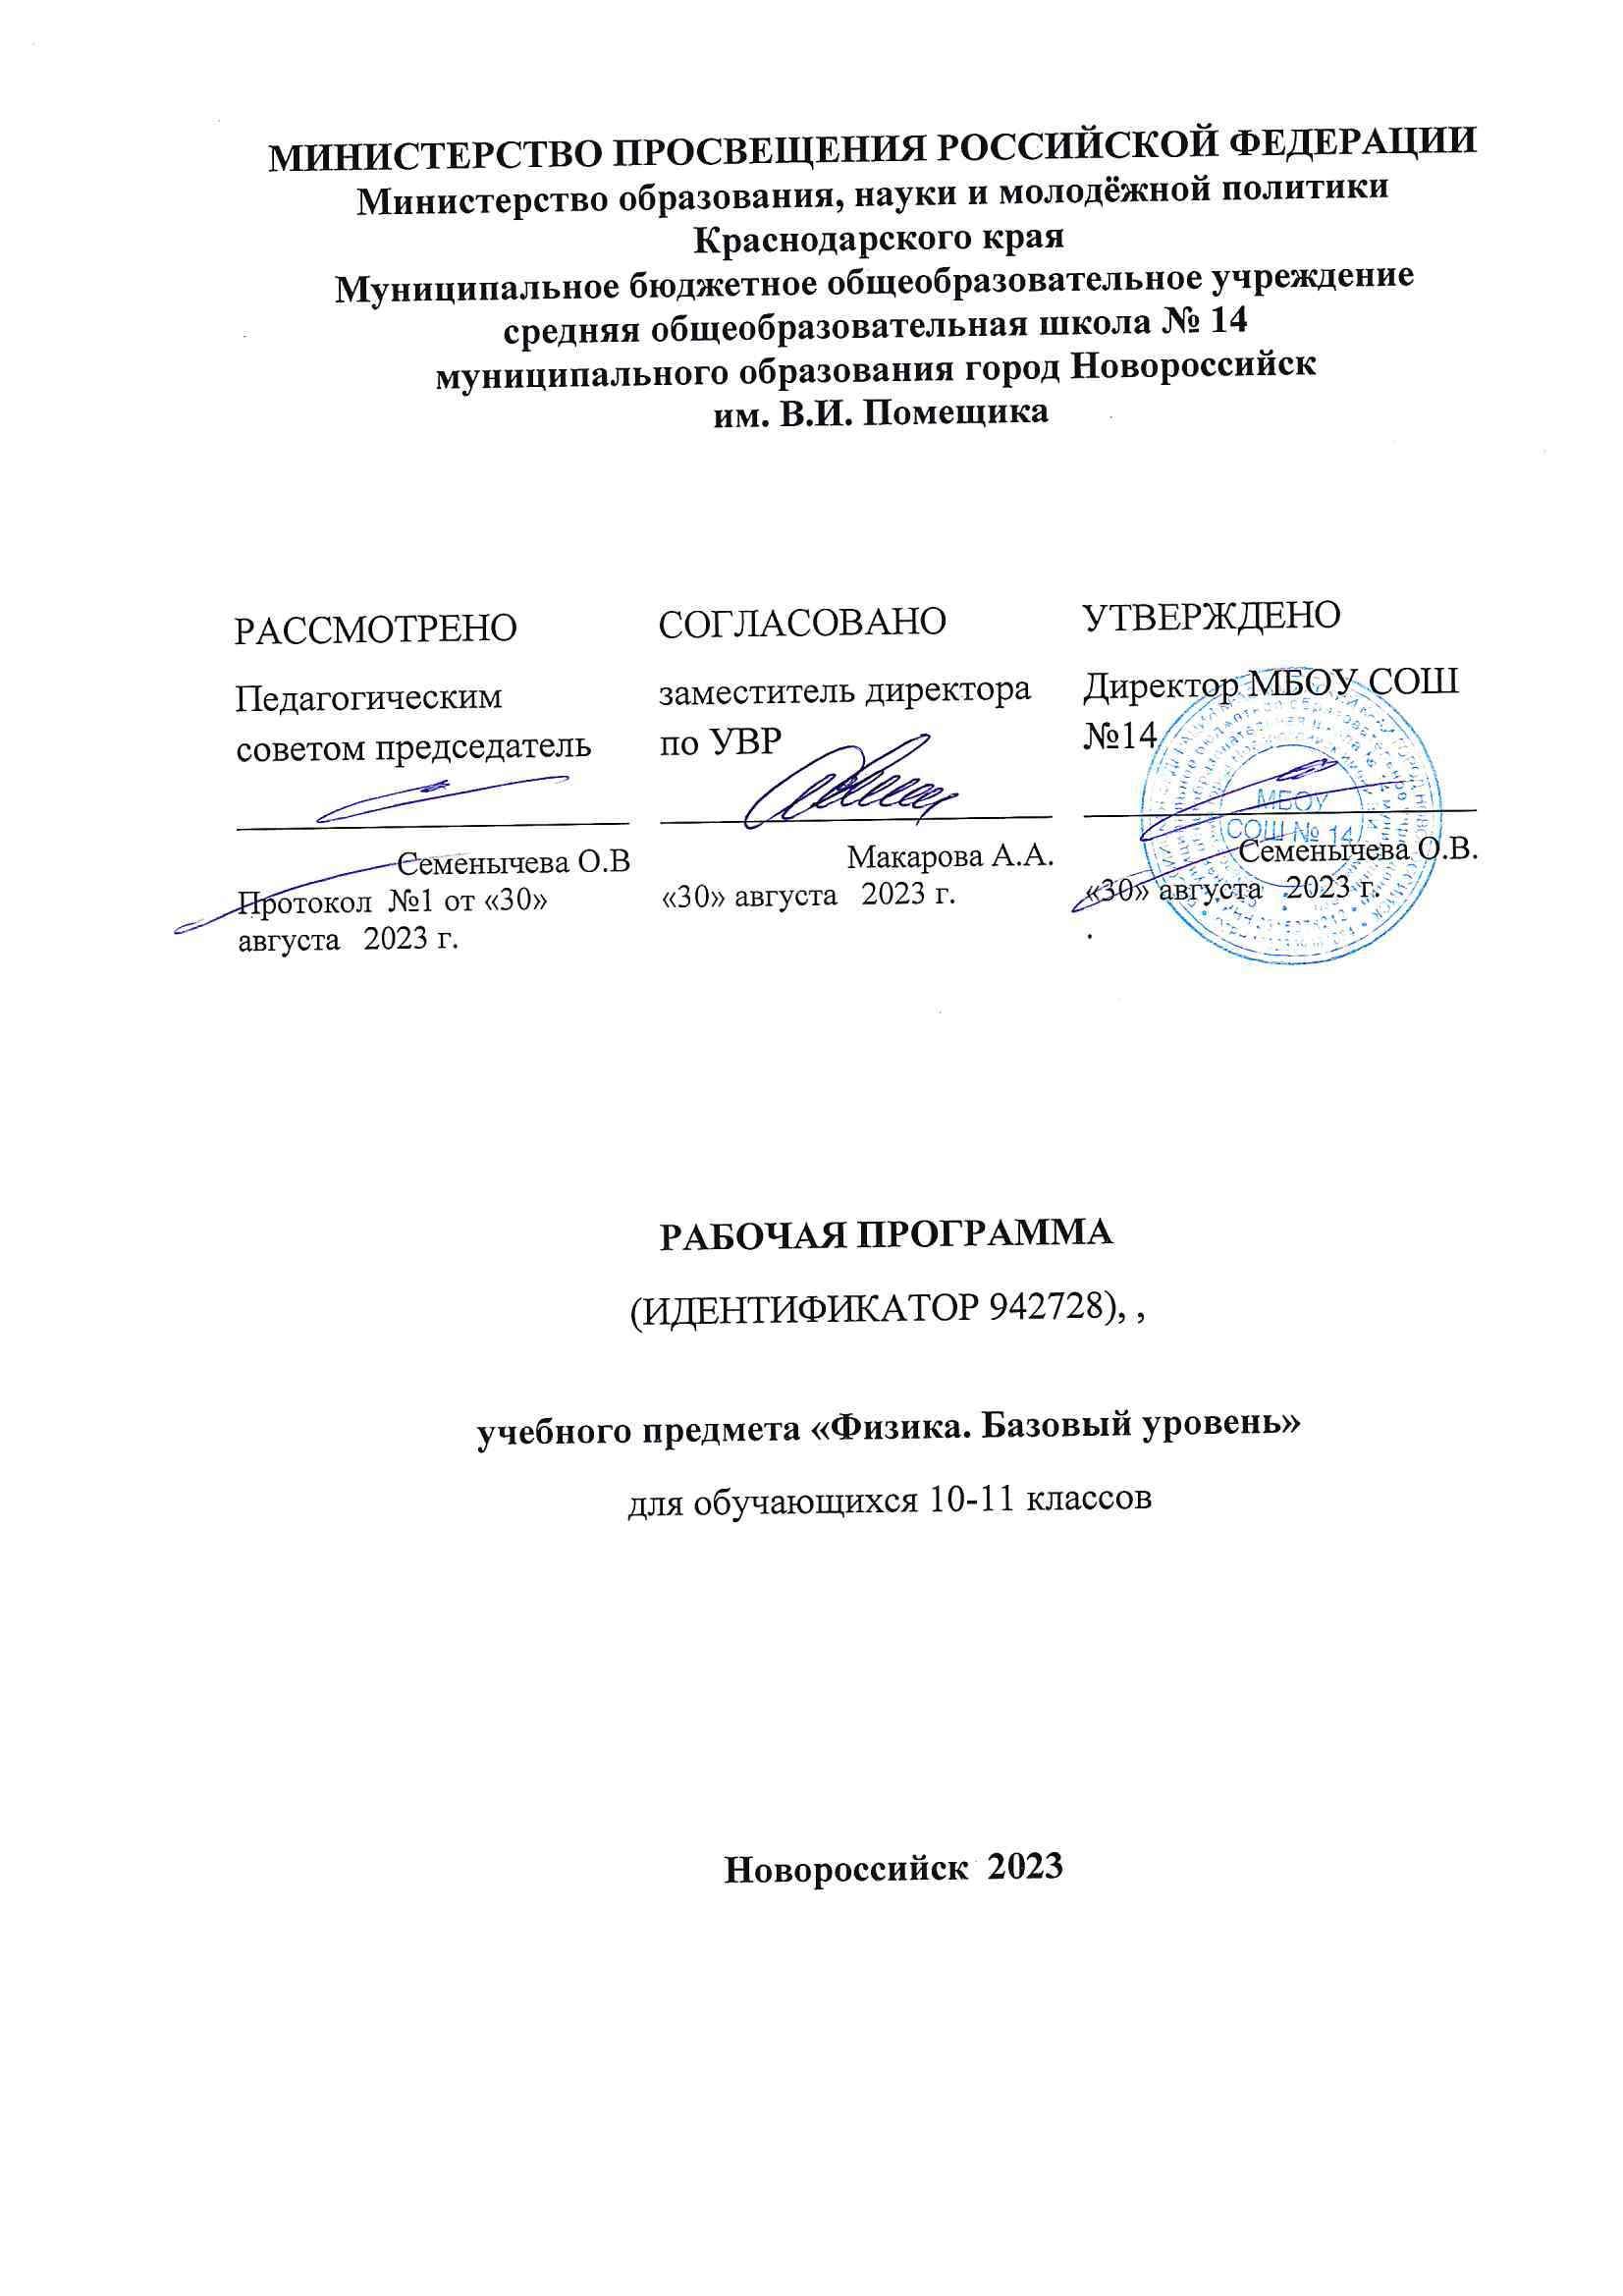 МИНИСТЕРСТВО ПРОСВЕЩЕНИЯ РОССИЙСКОЙ ФЕДЕРАЦИИ
Министерство образования, науки и молодёжной политики
Краснодарского края
Муниципальное бюджетное общеобразовательное учреждение
средняя общеобразовательная школа № 14
муниципального образования город Новороссийск
им. В.И. Помещика
РАССМОТРЕНО
Педагогическим
советом председатель
Семенычева О.В
Протокол №1 от «30»
августа 2023 г.
СОГЛАСОВАНО
заместитель директора
по УВР
Макарова А.А.
«30» августа 2023 г.
УТВЕРЖДЕНО
Директор МБОУ СОШ
№14
МБОУ
СОШ № 14
Семенычева О.В.
«30» августа 2023 г.
.
РАБОЧАЯ ПРОГРАММА
(ИДЕНТИФИКАТОР 942728), ,
учебного предмета «Физика. Базовый уровень»
для обучающихся 10-11 классов
Новороссийск 2023